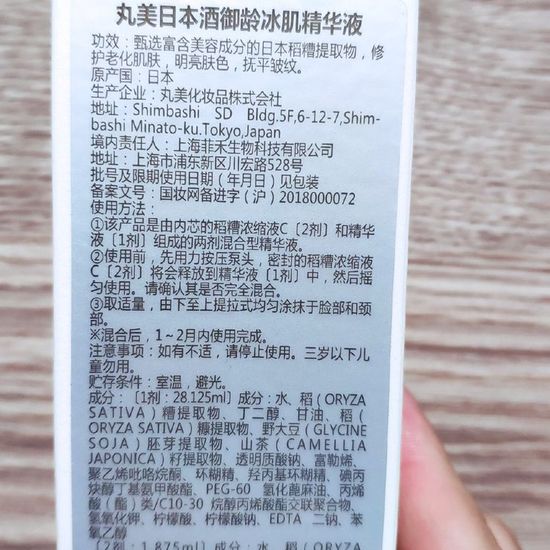 丸美日本酒御龄冰肌精华液
功效：甄选富含美容成分的日本稻糟提取物，修
护老化肌肤，明亮肤色，抚平皱纹。
原产国：日本
生产企业：丸美化妆品株式会社
地址：Shimbashi SD Bldg.5F,6-12-7,Shim-
bashi Minato-ku.Tokyo,Japan
境内责任人：上海菲禾生物科技有限公司
地址：上海市浦东新区川宏路528号
批号及限期使用日期（年月日）见包装
备案文号：国妆网备进字（沪）2018000072
使用方法：
①该产品是由内芯的稻糟浓缩液C〔2剂〕和精华
液〔1剂〕组成的两剂混合型精华液。
②使用前，先用力按压泵头，密封的稻糟浓缩液
C〔2剂〕将会释放到精华液〔1剂〕中，然后摇
匀使用。请确认其是否完全混合。
③取适量，由下至上提拉式均匀涂抹于脸部和颈
部。
※混合后，1～2月内使用完成。
注意事项：如有不适，请停止使用。三岁以下儿
童勿用。
贮存条件：室温，避光。
成分：〔1剂：28.125ml〕成分：水、稻（ORYZA
SATIVA）糟提取物、丁二醇、甘油、稻
（ORYZA SATIVA）糠提取物、野大豆（GLYCINE
SOJA）胚芽提取物、山茶（CAMELLIA
JAPONICA）籽提取物、透明质酸钠、富勒烯、
聚乙烯吡咯烷酮、环糊精、羟丙基环糊精、碘丙
炔醇丁基氨甲酸酯、PEG-60 氢化蓖麻油、丙烯
酸（酯）类/C10-30 烷醇丙烯酸酯交联聚合物、
氢氧化钾、柠檬酸、柠檬酸钠、EDTA 二钠、苯
氧乙醇〕
〔2剂：1.875ml〕成分：水、稻（ORYZA